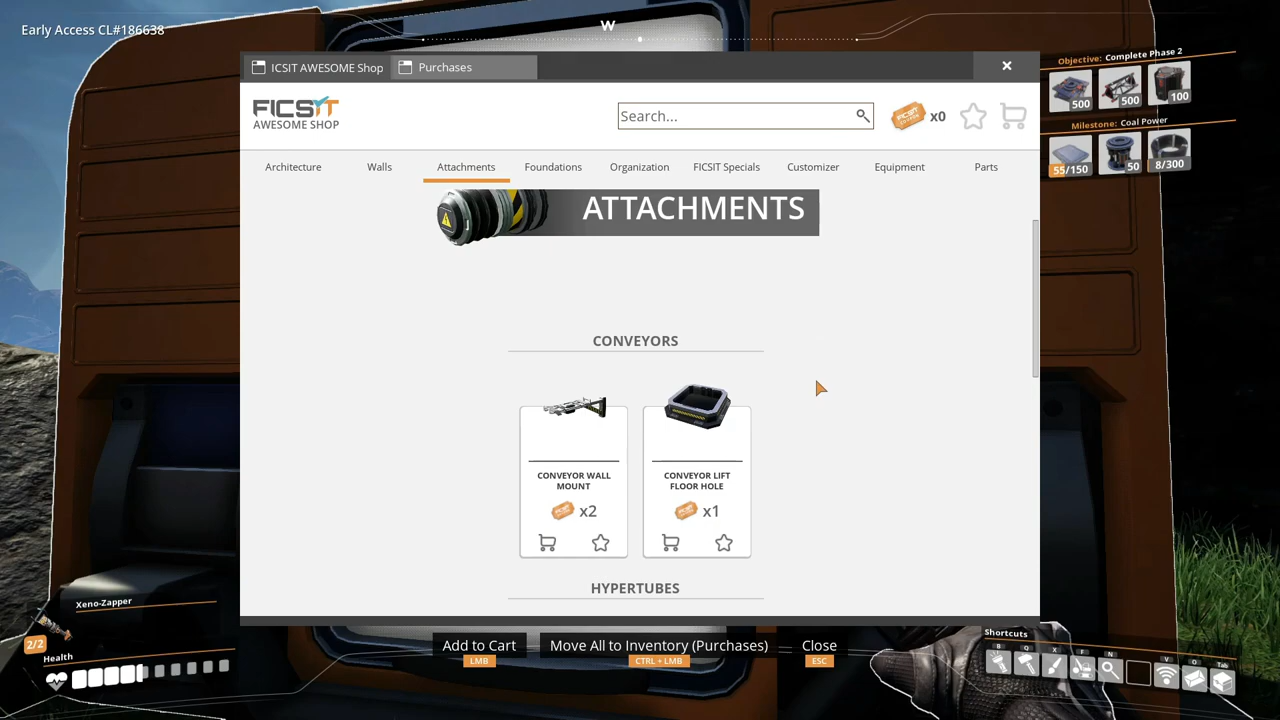 Early Access CL#186638
W
Objective: Complete Phase 2
500
500
100
Milestone: Coal Power
55/150
50
8/300
ICSIT AWESOME Shop
Purchases
×
FICSIT
AWESOME SHOP
Search...
x0
Architecture
Walls
Attachments
Foundations
Organization
FICSIT Specials
Customizer
Equipment
Parts
ATTACHMENTS
CONVEYORS
CONVEYOR WALL
MOUNT
x2
CONVEYOR LIFT
FLOOR HOLE
x1
HYPERTUBES
Add to Cart
LMB
Move All to Inventory (Purchases)
CTRL + LMB
Close
ESC
Xeno-Zapper
2/2
Health
Shortcuts
B
Q
X
F
N
V
O
Tab